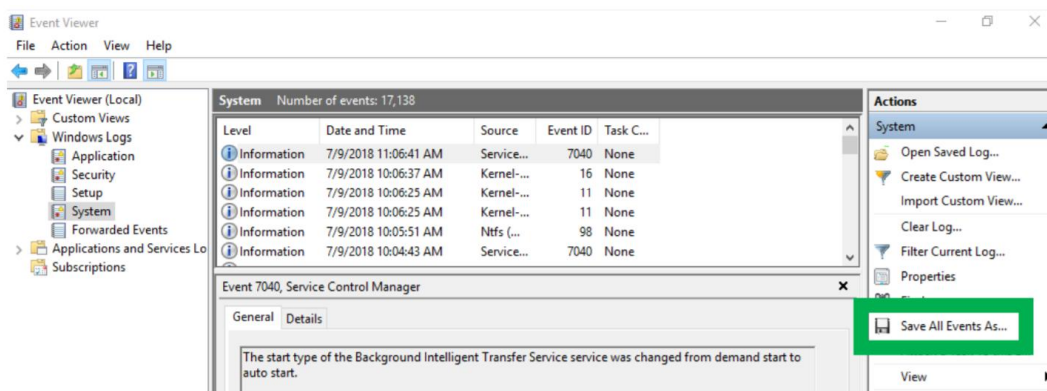 Event Viewer
File Action View Help
Event Viewer (Local)
Custom Views
Windows Logs
Application
Security
Setup
System
Forwarded Events
Applications and Services Lo
Subscriptions
System Number of events: 17,138
Level Date and Time Source Event ID Task C...
Information 7/9/2018 11:06:41 AM Service... 7040 None
Information 7/9/2018 10:06:37 AM Kernel-... 16 None
Information 7/9/2018 10:06:25 AM Kernel-... 11 None
Information 7/9/2018 10:06:25 AM Kernel-... 11 None
Information 7/9/2018 10:05:51 AM Ntfs (... 98 None
Information 7/9/2018 10:04:43 AM Service... 7040 None
Event 7040, Service Control Manager
General Details
The start type of the Background Intelligent Transfer Service service was changed from demand start to
auto start.
Actions
System
Open Saved Log...
Create Custom View...
Import Custom View...
Clear Log...
Filter Current Log...
Properties
Save All Events As...
View